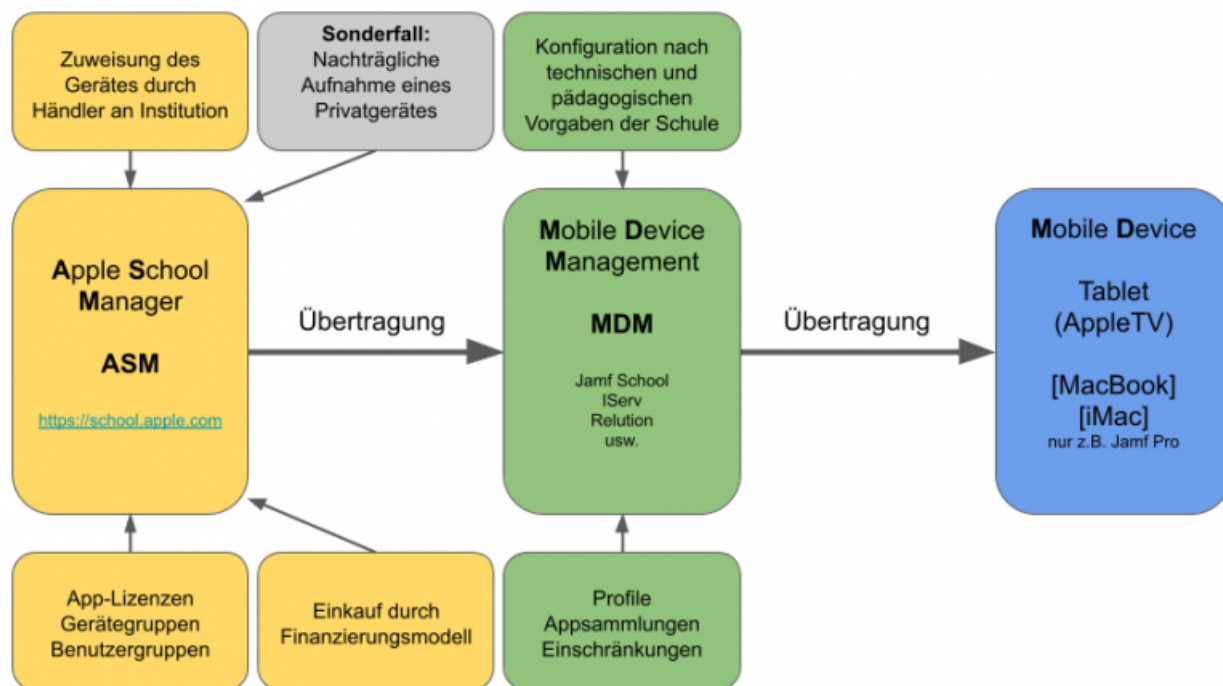 Zuweisung des
Gerätes durch
Händler an Institution
Sonderfall:
Nachträgliche
Aufnahme eines
Privatgerätes
Konfiguration nach
technischen und
pädagogischen
Vorgaben der Schule
Apple School
Manager
ASM
https://school.apple.com
Übertragung
Mobile Device
Management
MDM
Jamf School
IServ
Relution
usw.
Übertragung
Mobile Device
Tablet
(AppleTV)
[MacBook]
[iMac]
nur z.B. Jamf Pro
App-Lizenzen
Gerätegruppen
Benutzergruppen
Einkauf durch
Finanzierungsmodell
Profile
Appsammlungen
Einschränkungen